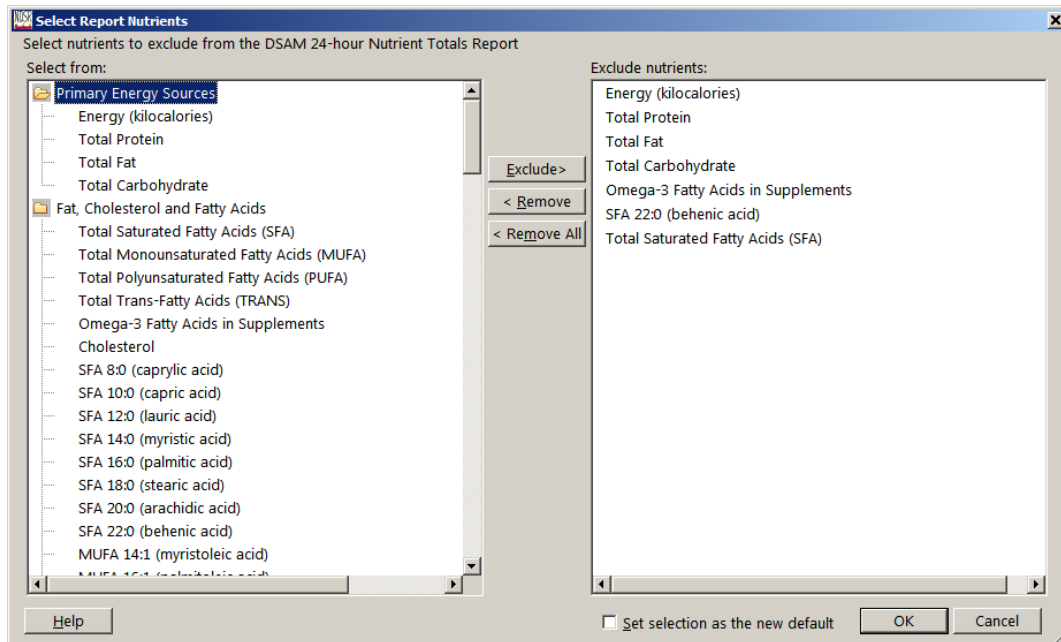 Select Report Nutrients
Select nutrients to exclude from the DSAM 24-hour Nutrient Totals Report
Select from:
Primary Energy Sources
Energy (kilocalories)
Total Protein
Total Fat
Total Carbohydrate
Fat, Cholesterol and Fatty Acids
Total Saturated Fatty Acids (SFA)
Total Monounsaturated Fatty Acids (MUFA)
Total Polyunsaturated Fatty Acids (PUFA)
Total Trans-Fatty Acids (TRANS)
Omega-3 Fatty Acids in Supplements
Cholesterol
SFA 8:0 (caprylic acid)
SFA 10:0 (capric acid)
SFA 12:0 (lauric acid)
SFA 14:0 (myristic acid)
SFA 16:0 (palmitic acid)
SFA 18:0 (stearic acid)
SFA 20:0 (arachidic acid)
SFA 22:0 (behenic acid)
MUFA 14:1 (myristoleic acid)
MUFA 16:1 (palmitoleic acid)
Exclude>
< Remove
< Remove All
Exclude nutrients:
Energy (kilocalories)
Total Protein
Total Fat
Total Carbohydrate
Omega-3 Fatty Acids in Supplements
SFA 22:0 (behenic acid)
Total Saturated Fatty Acids (SFA)
Help
Set selection as the new default
OK
Cancel